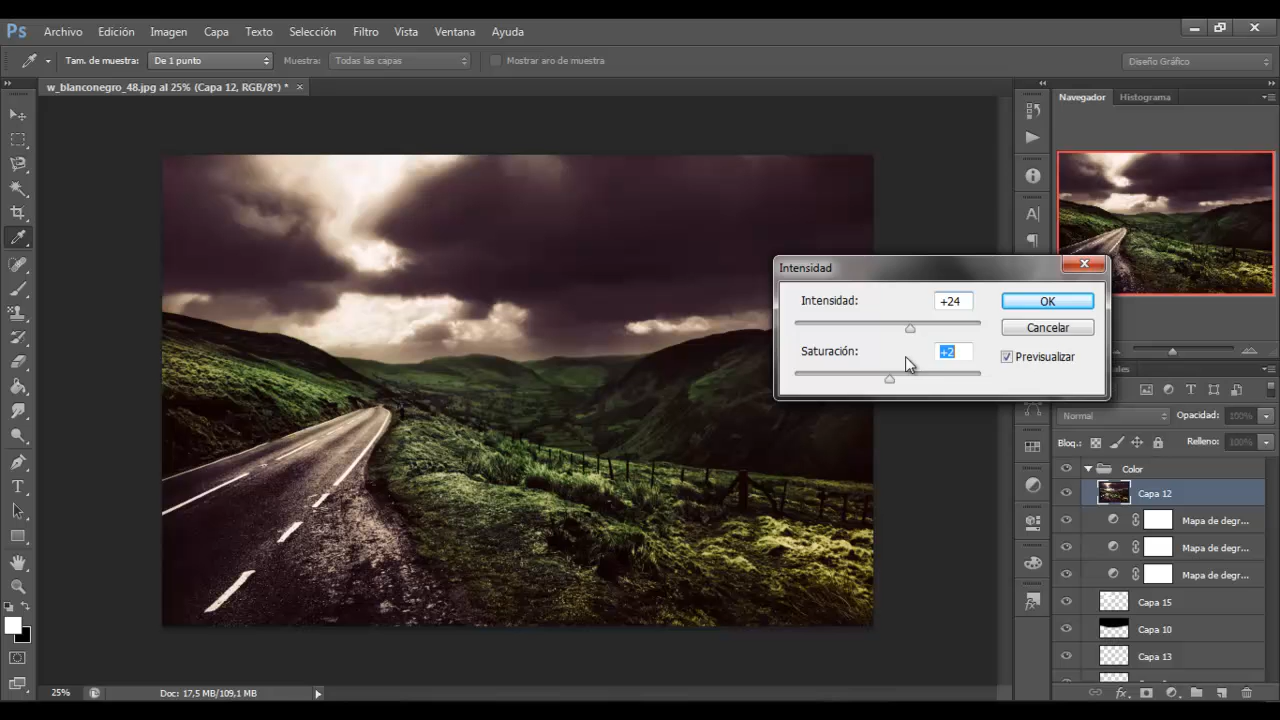 Ps Archivo Edición Imagen Capa Texto Selección Filtro Vista Ventana Ayuda
Tam. de muestra: De 1 punto Muestra: Todas las capas Mostrar aro de muestra Diseño Gráfico
w_blanconegro_48.jpg al 25% (Capa 12, RGB/8*) *
Navegador Histograma
Intensidad
Intensidad: +24 OK
Cancelar
Saturación: +2 Previsualizar
Normal Opacidad: 100%
Bloq.: Relleno: 100%
Color
Capa 12
Mapa de degr...
Mapa de degr...
Mapa de degr...
Capa 15
Capa 10
Capa 13
25% Doc: 17,5 MB/109,1 MB